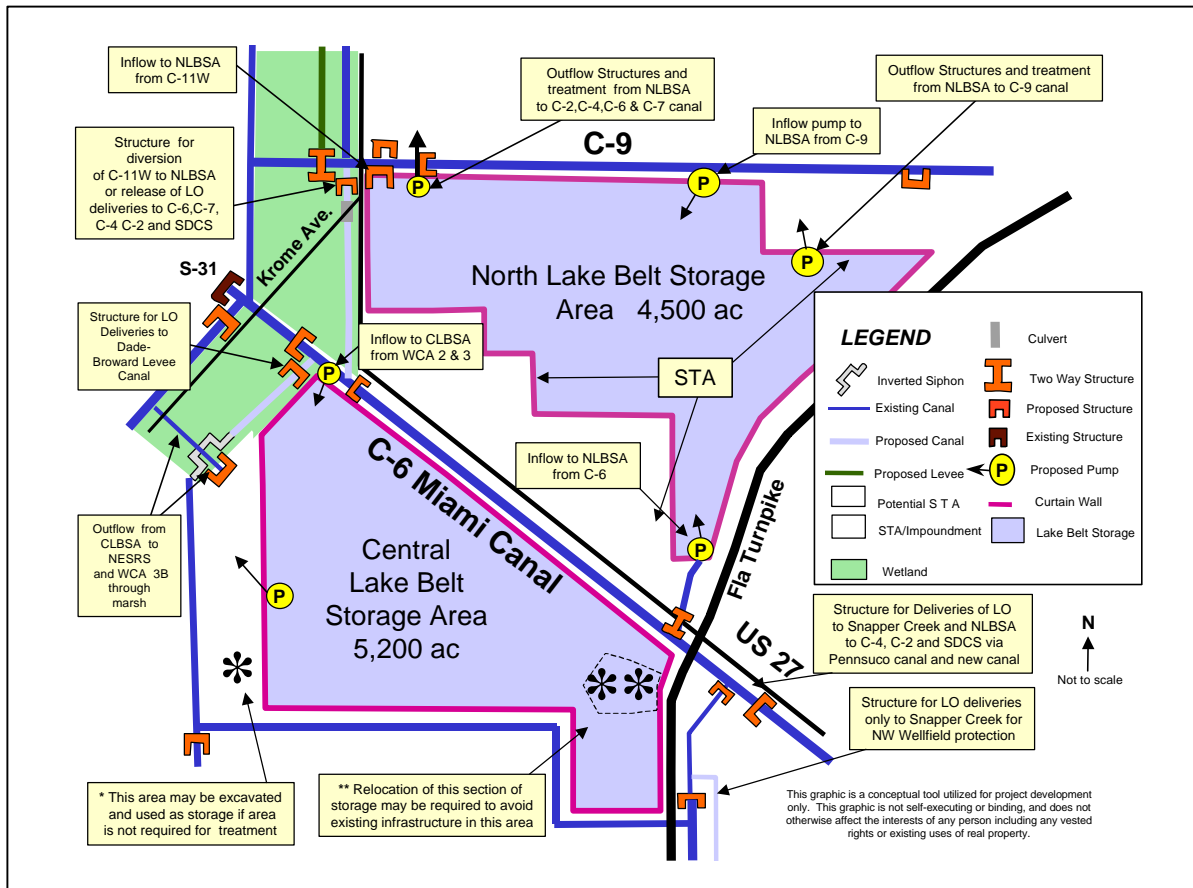 Inflow to NLBSA
from C-11W
Outflow Structures and
treatment from NLBSA
to C-2,C-4,C-6 & C-7 canal
Outflow Structures and treatment
from NLBSA to C-9 canal
Inflow pump to
NLBSA from C-9
C-9
Structure for
diversion
of C-11W to NLBSA
or release of LO
deliveries to C-6,C-7,
C-4 C-2 and SDCS
P
P
P
Krome Ave.
S-31
North Lake Belt Storage
Area 4,500 ac
Structure for LO
Deliveries to
Dade-
Broward Levee
Canal
Inflow to CLBSA
from WCA 2 & 3
P
STA
LEGEND
Inverted Siphon
Existing Canal
Proposed Canal
Proposed Levee
Potential S T A
STA/Impoundment
Wetland
Culvert
Two Way Structure
Proposed Structure
Existing Structure
P
Proposed Pump
Curtain Wall
Lake Belt Storage
C-6 Miami Canal
Inflow to NLBSA
from C-6
P
Fla Turnpike
US 27
Outflow from
CLBSA to
NESRS
and WCA 3B
through
marsh
P
Central
Lake Belt
Storage Area
5,200 ac
*
* *
Structure for Deliveries of LO
to Snapper Creek and NLBSA
to C-4, C-2 and SDCS via
Pennsuco canal and new canal
N
Not to scale
Structure for LO deliveries
only to Snapper Creek for
NW Wellfield protection
* This area may be excavated
and used as storage if area
is not required for treatment
** Relocation of this section of
storage may be required to avoid
existing infrastructure in this area
This graphic is a conceptual tool utilized for project development
only. This graphic is not self-executing or binding, and does not
otherwise affect the interests of any person including any vested
rights or existing uses of real property.